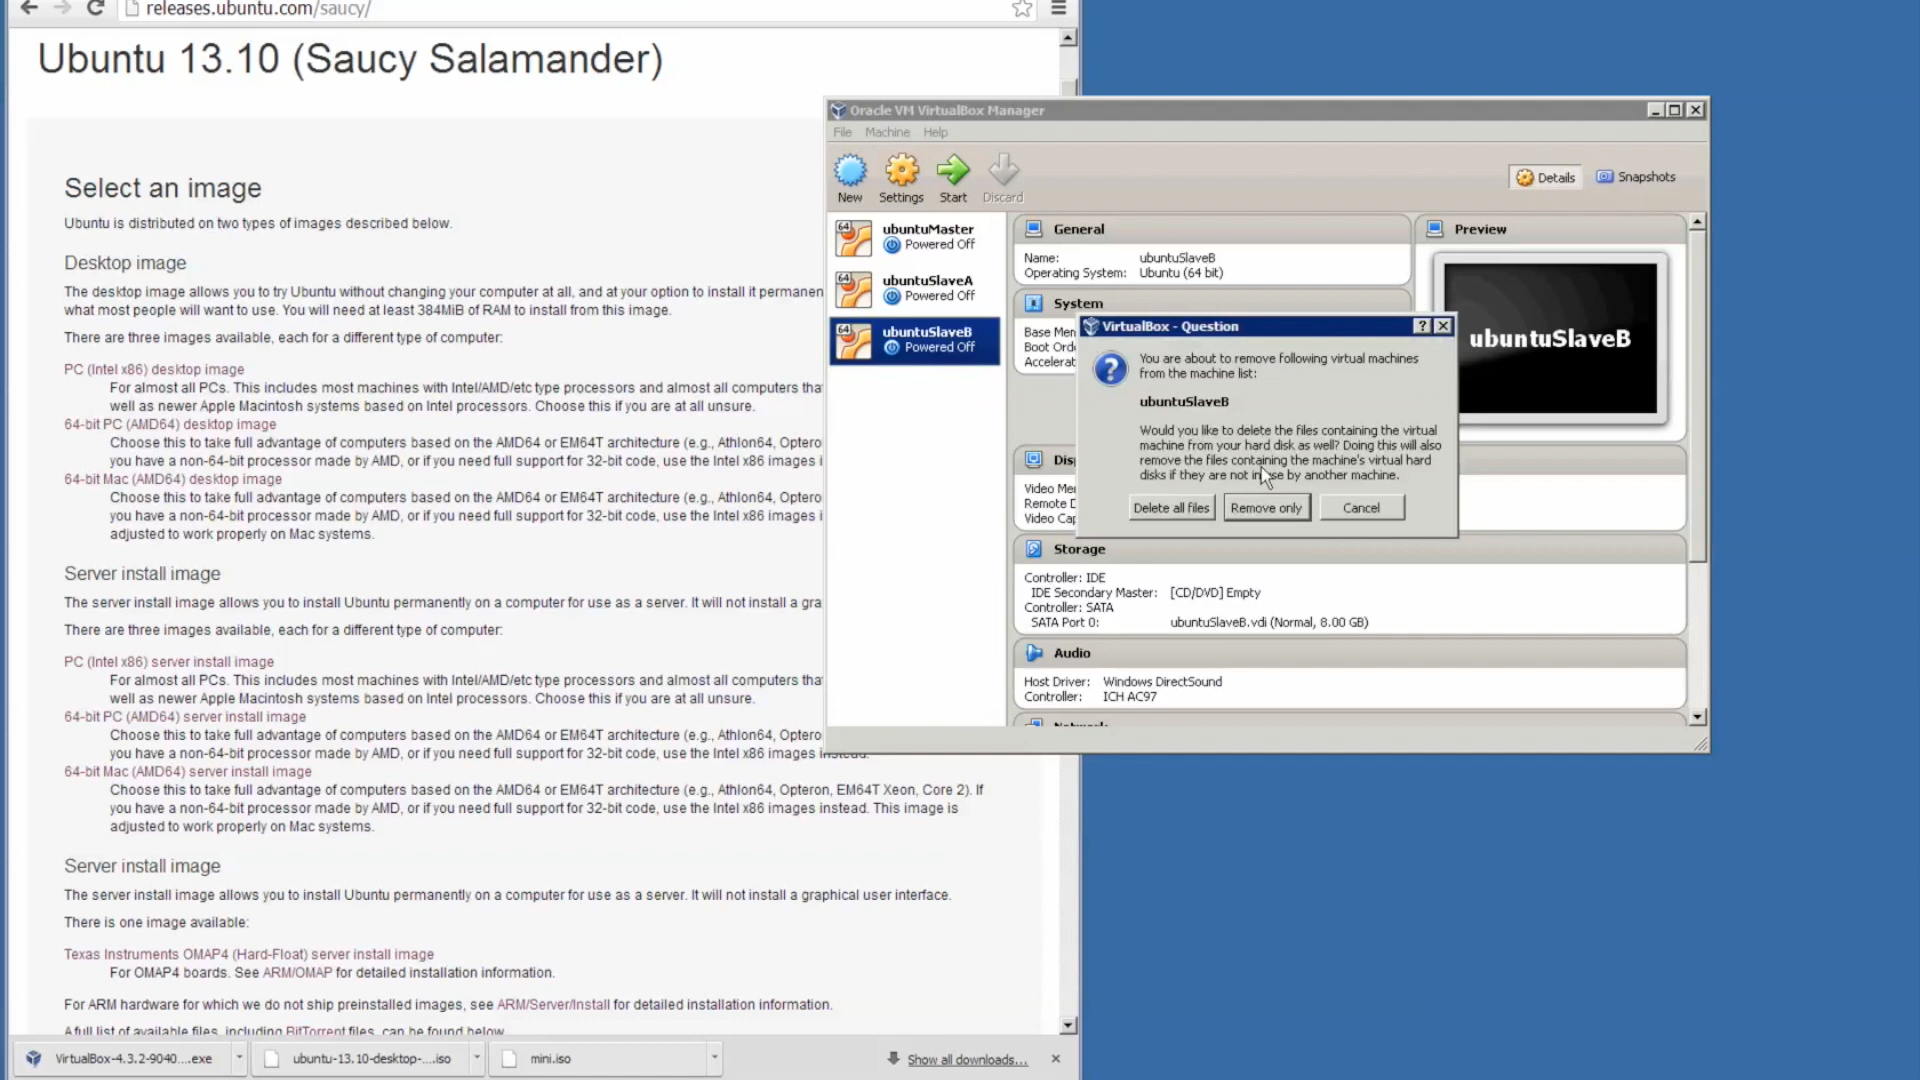 releases.ubuntu.com/saucy/
Ubuntu 13.10 (Saucy Salamander)
Select an image
Ubuntu is distributed on two types of images described below.
Desktop image
The desktop image allows you to try Ubuntu without changing your computer at all, and at your option to install it permanen
what most people will want to use. You will need at least 384MiB of RAM to install from this image.
There are three images available, each for a different type of computer:
PC (Intel x86) desktop image
For almost all PCs. This includes most machines with Intel/AMD/etc type processors and almost all computers tha
well as newer Apple Macintosh systems based on Intel processors. Choose this if you are at all unsure.
64-bit PC (AMD64) desktop image
Choose this to take full advantage of computers based on the AMD64 or EM64T architecture (e.g., Athlon64, Opteron
you have a non-64-bit processor made by AMD, or if you need full support for 32-bit code, use the Intel x86 images i
64-bit Mac (AMD64) desktop image
Choose this to take full advantage of computers based on the AMD64 or EM64T architecture (e.g., Athlon64, Opteron
you have a non-64-bit processor made by AMD, or if you need full support for 32-bit code, use the Intel x86 images i
adjusted to work properly on Mac systems.
Server install image
The server install image allows you to install Ubuntu permanently on a computer for use as a server. It will not install a gra
There are three images available, each for a different type of computer:
PC (Intel x86) server install image
For almost all PCs. This includes most machines with Intel/AMD/etc type processors and almost all computers tha
well as newer Apple Macintosh systems based on Intel processors. Choose this if you are at all unsure.
64-bit PC (AMD64) server install image
Choose this to take full advantage of computers based on the AMD64 or EM64T architecture (e.g., Athlon64, Opteron
you have a non-64-bit processor made by AMD, or if you need full support for 32-bit code, use the Intel x86 images instead.
64-bit Mac (AMD64) server install image
Choose this to take full advantage of computers based on the AMD64 or EM64T architecture (e.g., Athlon64, Opteron, EM64T Xeon, Core 2). If
you have a non-64-bit processor made by AMD, or if you need full support for 32-bit code, use the Intel x86 images instead. This image is
adjusted to work properly on Mac systems.
Server install image
The server install image allows you to install Ubuntu permanently on a computer for use as a server. It will not install a graphical user interface.
There is one image available:
Texas Instruments OMAP4 (Hard-Float) server install image
For OMAP4 boards. See ARM/OMAP for detailed installation information.
For ARM hardware for which we do not ship preinstalled images, see ARM/Server/Install for detailed installation information.
A full list of available files, including BitTorrent files, can be found below.
VirtualBox-4.3.2-9040....exe
ubuntu-13.10-desktop-....iso
mini.iso
Show all downloads...
Oracle VM VirtualBox Manager
File Machine Help
New Settings Start Discard
Details Snapshots
64 ubuntuMaster
Powered Off
64 ubuntuSlaveA
Powered Off
64 ubuntuSlaveB
Powered Off
General
Name: ubuntuSlaveB
Operating System: Ubuntu (64 bit)
System
Base Mem
Boot Orde
Accelerat
Preview
ubuntuSlaveB
VirtualBox - Question
You are about to remove following virtual machines
from the machine list:
ubuntuSlaveB
Would you like to delete the files containing the virtual
machine from your hard disk as well? Doing this will also
remove the files containing the machine's virtual hard
disks if they are not in use by another machine.
Delete all files Remove only Cancel
Disp
Video Mem
Remote D
Video Cap
Storage
Controller: IDE
IDE Secondary Master: [CD/DVD] Empty
Controller: SATA
SATA Port 0: ubuntuSlaveB.vdi (Normal, 8.00 GB)
Audio
Host Driver: Windows DirectSound
Controller: ICH AC97
Network